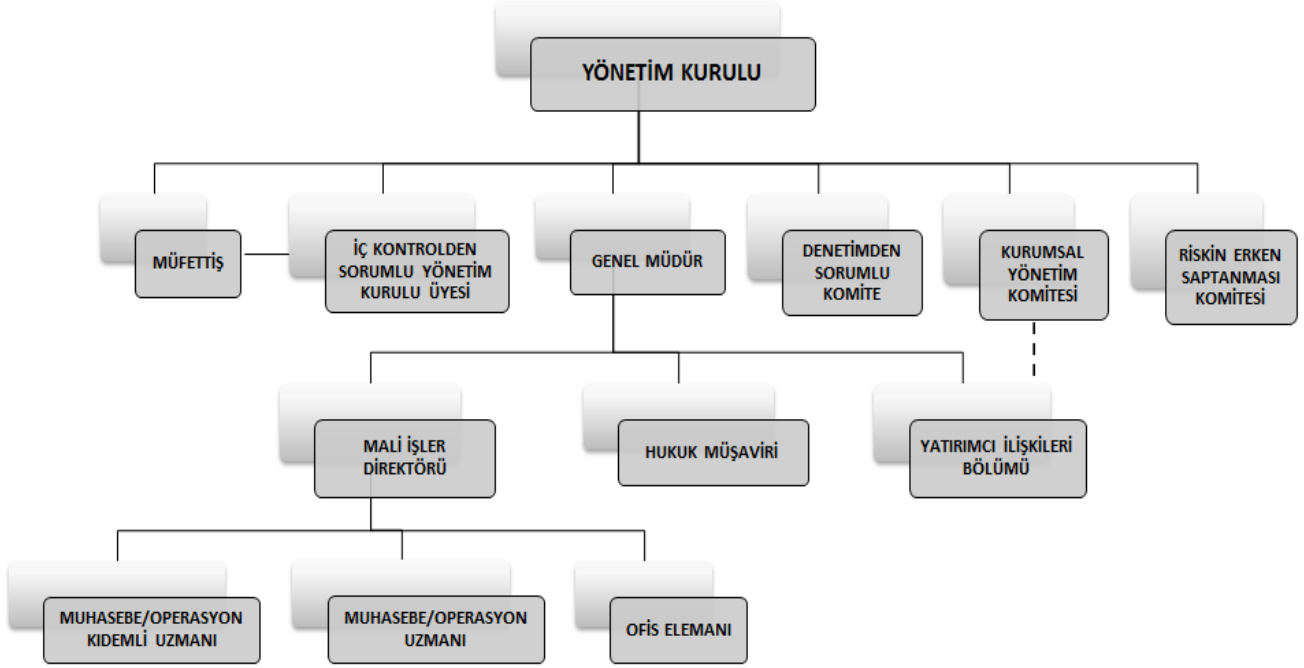 YÖNETİM KURULU
MÜFETTİŞ
İÇ KONTROLDEN
SORUMLU YÖNETİM
KURULU ÜYESİ
GENEL MÜDÜR
DENETİMDEN
SORUMLU
KOMİTE
KURUMSAL
YÖNETİM
KOMİTESİ
RİSKİN ERKEN
SAPTANMASI
KOMİTESİ
MALİ İŞLER
DİREKTÖRÜ
HUKUK MÜŞAVİRİ
YATIRIMCI İLİŞKİLERİ
BÖLÜMÜ
MUHASEBE/OPERASYON
KIDEMLİ UZMANI
MUHASEBE/OPERASYON
UZMANI
OFİS ELEMANI